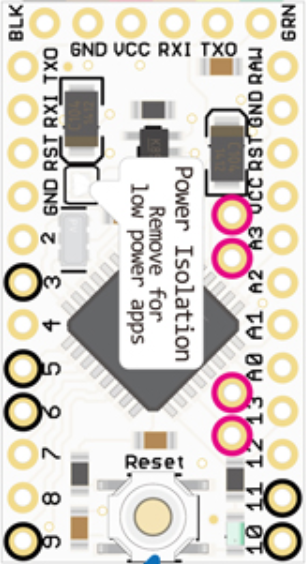 BLK
GRN
GND VCC RXI TXO
TXO
RXI
RST
GND
2
3
4
5
6
7
8
9
RAW
GND
RST
VCC
A3
A2
A1
A0
13
12
11
10
Power Isolation
Remove for
low power apps
Reset